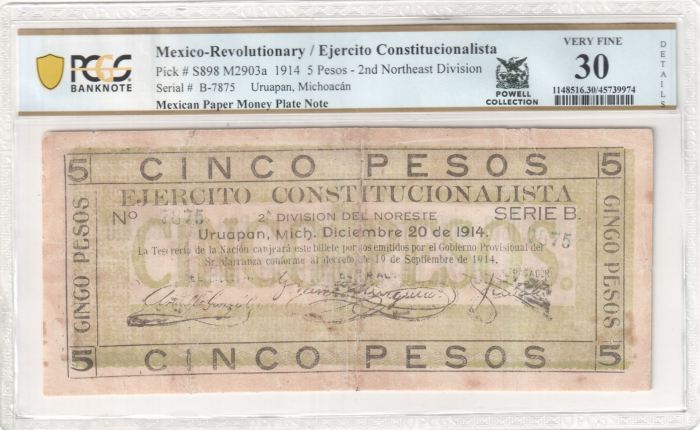 PCGS
BANKNOTE
Mexico-Revolutionary / Ejercito Constitucionalista
Pick # S898 M2903a 1914 5 Pesos - 2nd Northeast Division
Serial # B-7875 Uruapan, Michoacán
Mexican Paper Money Plate Note
POWELL
COLLECTION
VERY FINE
30
1148516.30/45739974
DETAILS
5 CINCO PESOS 5
EJERCITO CONSTITUCIONALISTA
No 7875 2ª DIVISION DEL NORESTE SERIE B.
Uruapan, Mich. Diciembre 20 de 1914.
La Tesorería de la Nación canjeará este billete por los emitidos por el Gobierno Provisional del
Sr. Carranza conforme al decreto de 19 de Septiembre de 1914.
GINGO PESOS
GINGO PESOS
CINCO PESOS
5 CINCO PESOS 5